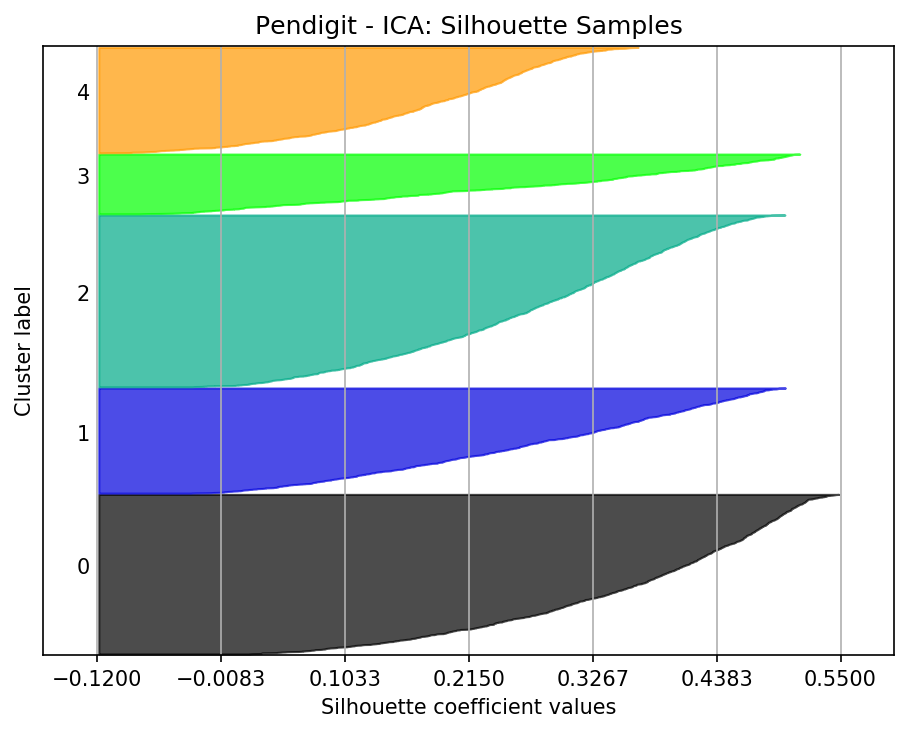 Pendigit - ICA: Silhouette Samples
4
3
2
1
0
Cluster label
−0.1200 −0.0083 0.1033 0.2150 0.3267 0.4383 0.5500
Silhouette coefficient values